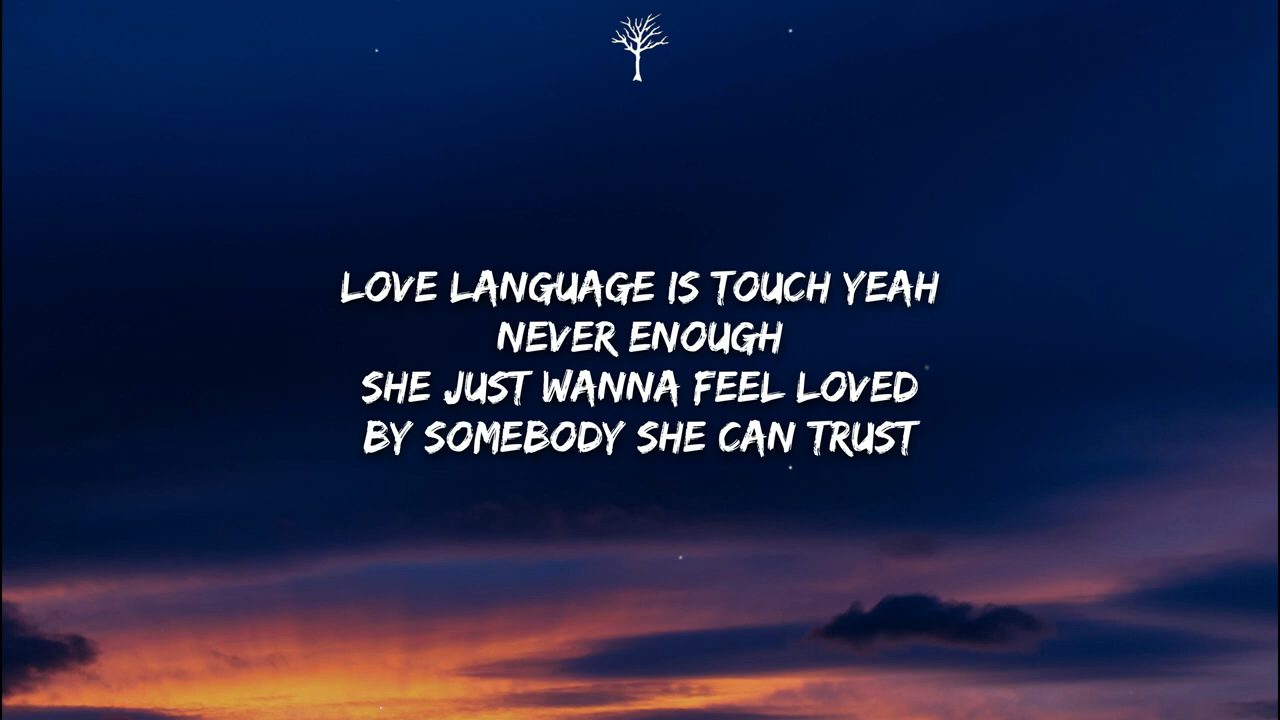 LOVE LANGUAGE IS TOUCH YEAH
NEVER ENOUGH
SHE JUST WANNA FEEL LOVED
BY SOMEBODY SHE CAN TRUST